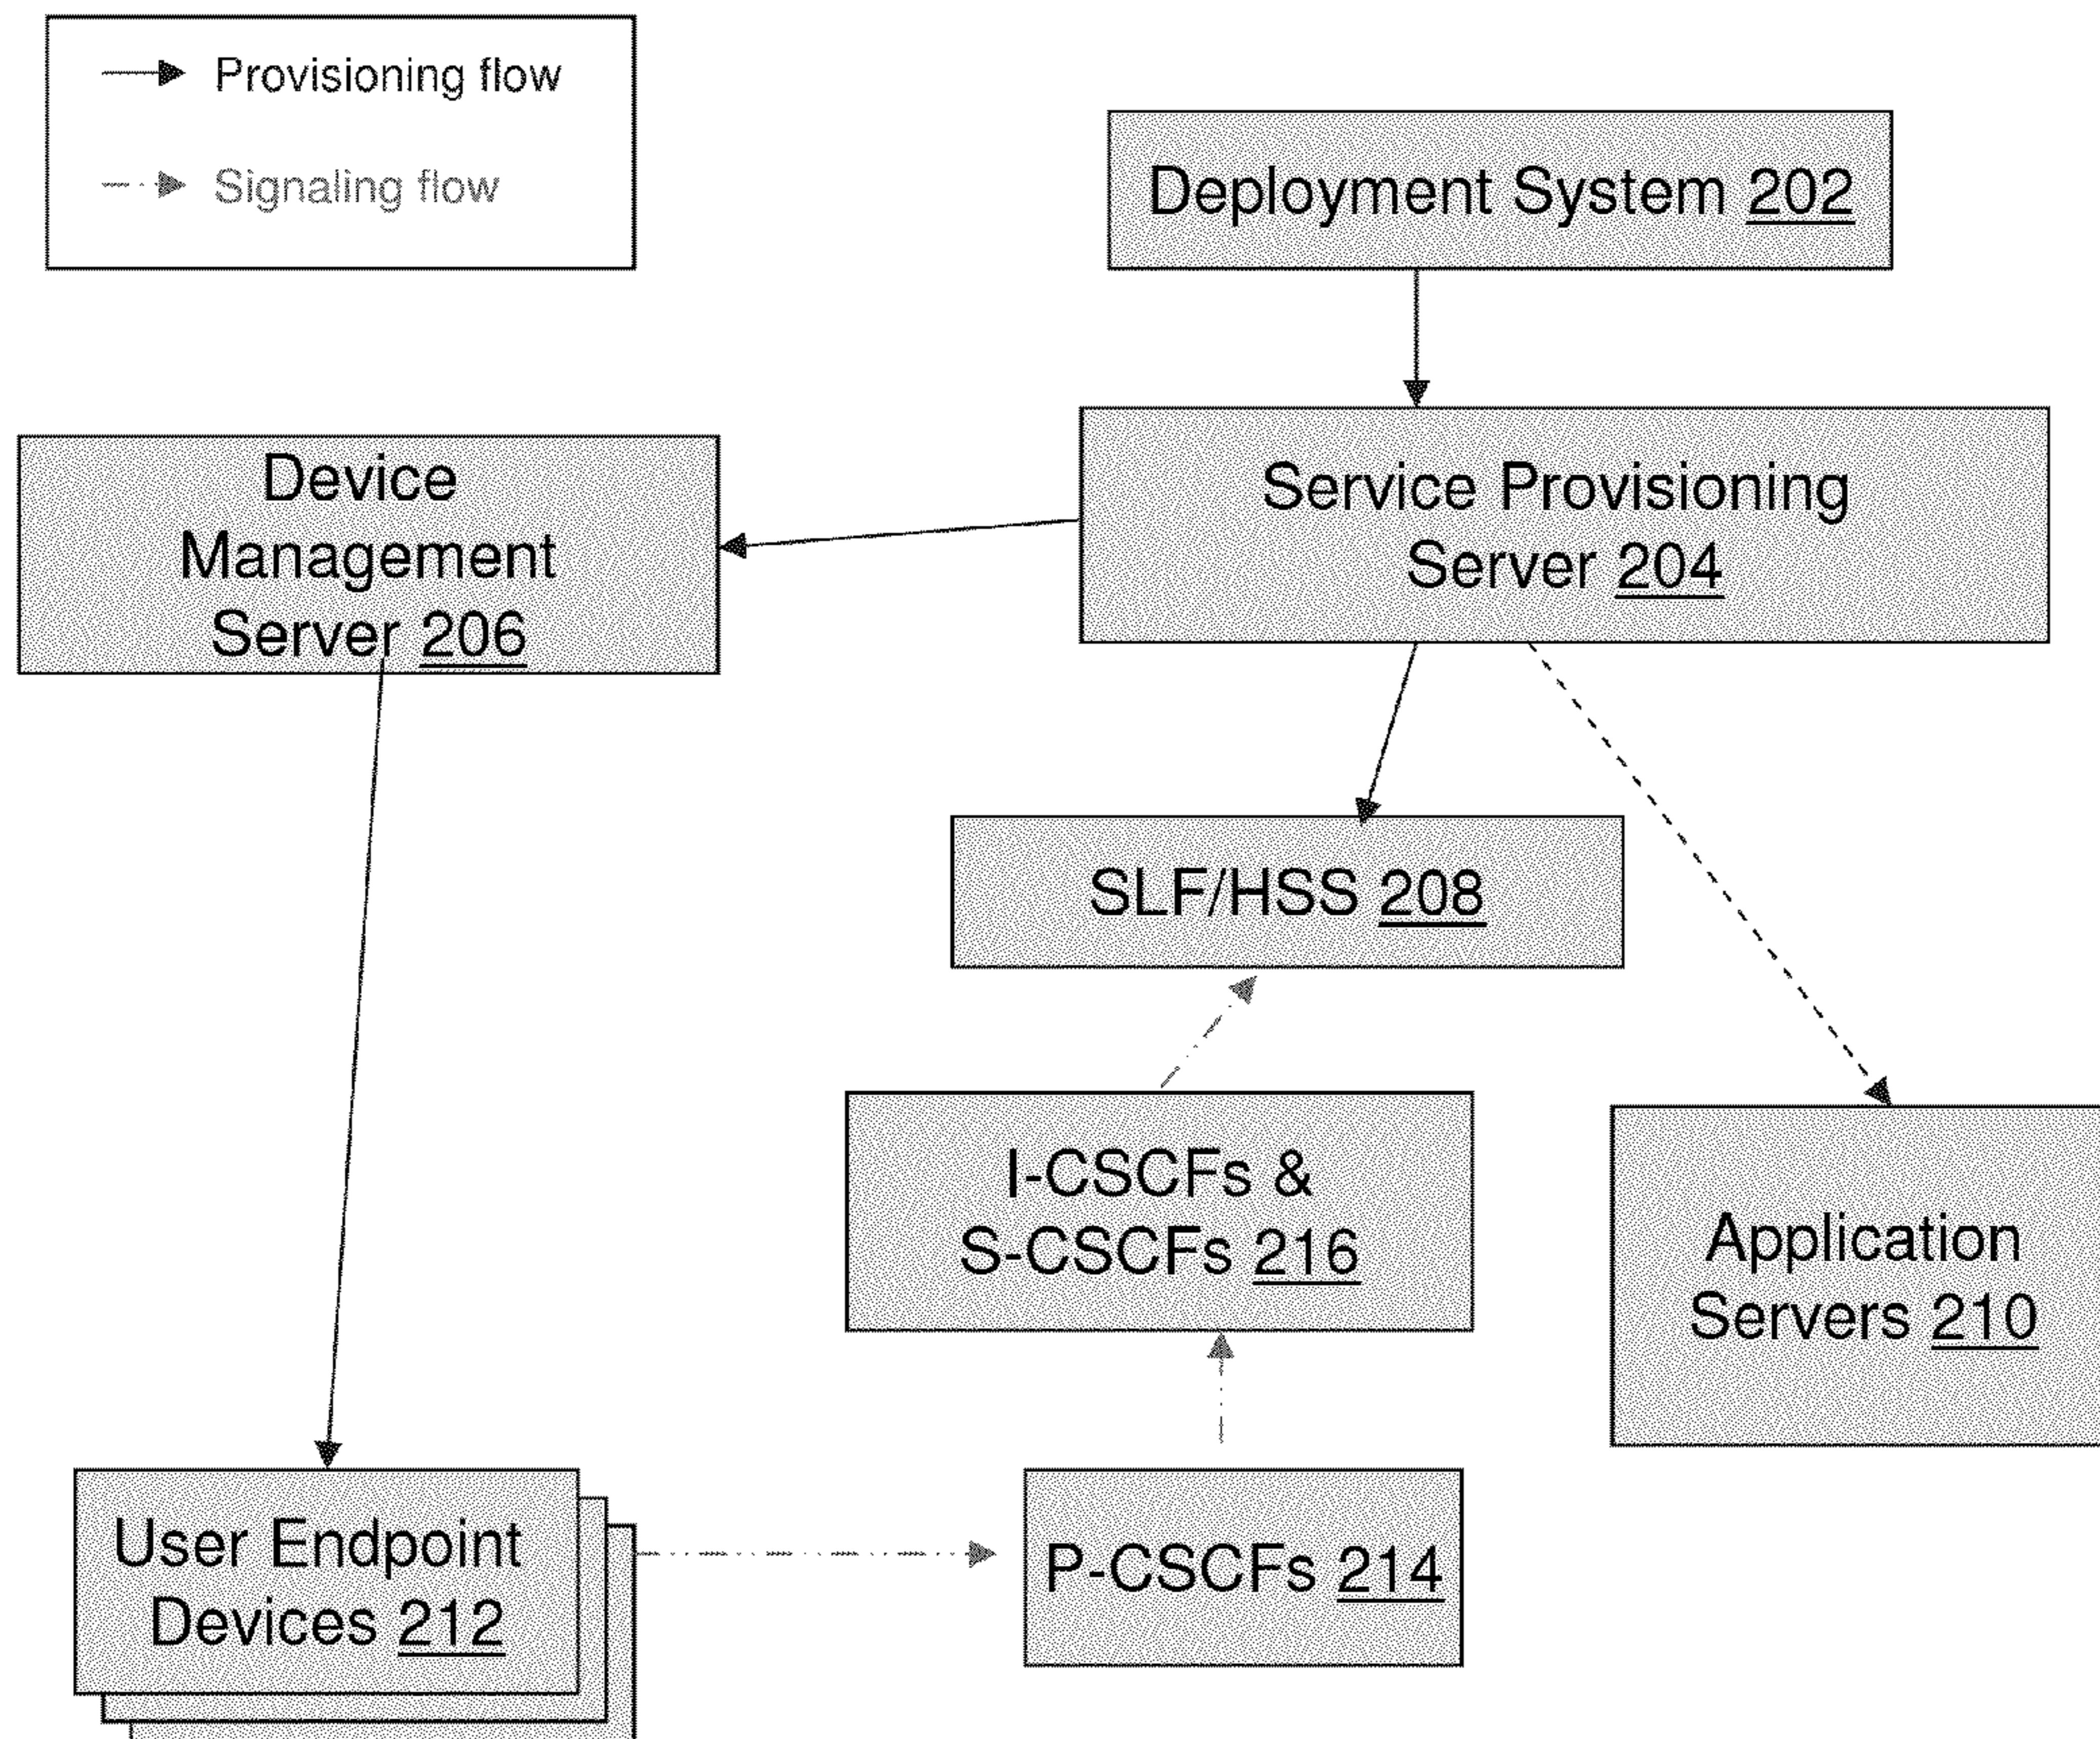 Provisioning flow
Signaling flow
Deployment System 202
Device
Management
Server 206
Service Provisioning
Server 204
SLF/HSS 208
I-CSCFs &
S-CSCFs 216
Application
Servers 210
User Endpoint
Devices 212
P-CSCFs 214